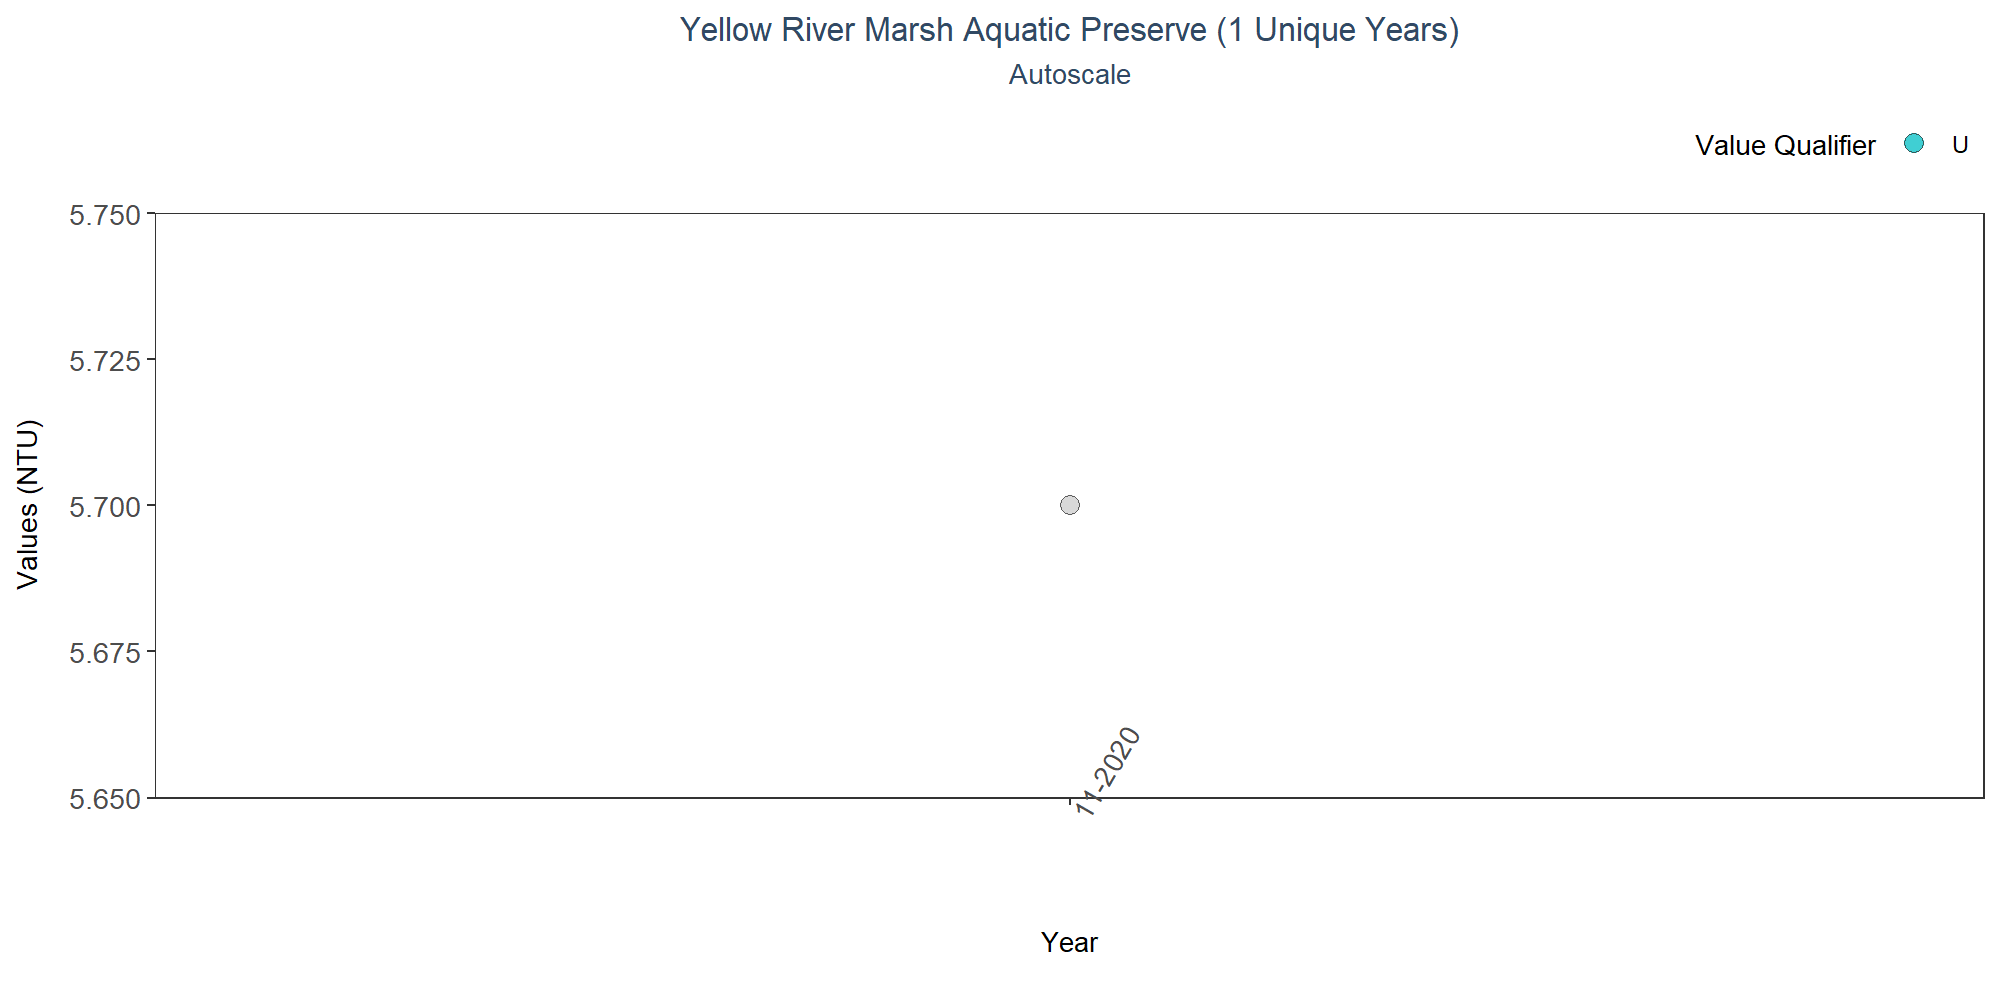 Yellow River Marsh Aquatic Preserve (1 Unique Years)
Autoscale
Value Qualifier U
5.750
5.725
5.700
5.675
5.650
Values (NTU)
11-2020
Year